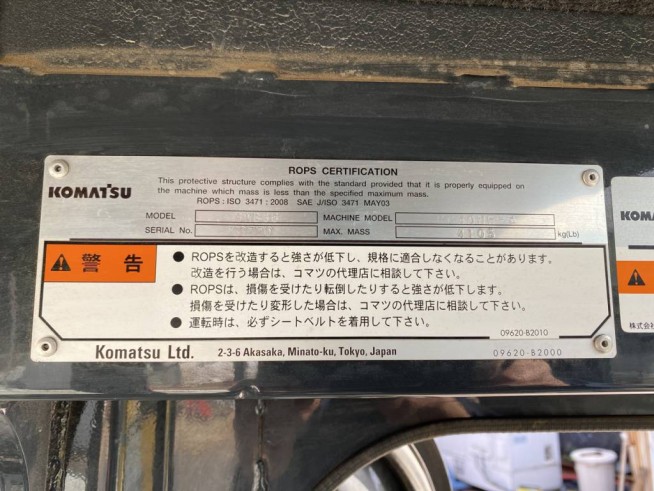 ROPS CERTIFICATION
KOMATSU
This protective structure complies with the standard provided that it is properly equipped on
the machine which mass is less than the specified maximum mass.
ROPS : ISO 3471 : 2008 SAE J/ISO 3471 MAY03
MODEL MACHINE MODEL
SERIAL No. MAX. MASS kg(Lb)
警告
● ROPSを改造すると強さが低下し、規格に適合しなくなることがあります。
改造を行う場合は、コマツの代理店に相談して下さい。
● ROPSは、損傷を受けたり転倒したりすると強さが低下します。
損傷を受けたり変形した場合は、コマツの代理店に相談して下さい。
● 運転時は、必ずシートベルトを着用して下さい。
09620-B2010
Komatsu Ltd. 2-3-6 Akasaka, Minato-ku, Tokyo, Japan
09620-B2000
KOM
株式会